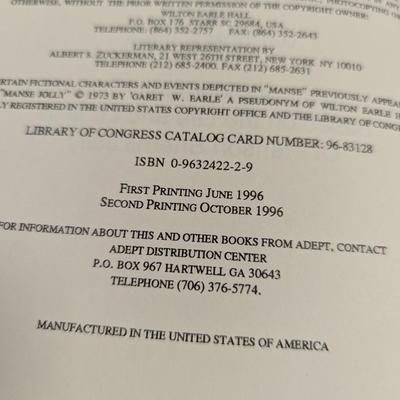 PHOTOCOPYING O
OTHERWISE, WITHOUT THE PRIOR WRITTEN PERMISSION OF THE COPYRIGHT OWNER:
WILTON EARLE HALL
P.O. BOX 176 STARR SC 29684, USA
TELEPHONE: (864) 352-2757 FAX: (864) 352-2643
LITERARY REPRESENTATION BY
ALBERT S. ZUCKERMAN, 21 WEST 26TH STREET, NEW YORK NY 10010
TELEPHONE (212) 685-2400. FAX (212) 685-2631
ERTAIN FICTIONAL CHARACTERS AND EVENTS DEPICTED IN "MANSE" PREVIOUSLY APPEA
"MANSE JOLLY" © 1973 BY 'GARET W. EARLE' A PSEUDONYM OF WILTON EARLE H
LY REGISTERED IN THE UNITED STATES COPYRIGHT OFFICE AND THE LIBRARY OF CONG
LIBRARY OF CONGRESS CATALOG CARD NUMBER: 96-83128
ISBN 0-9632422-2-9
FIRST PRINTING JUNE 1996
SECOND PRINTING OCTOBER 1996
FOR INFORMATION ABOUT THIS AND OTHER BOOKS FROM ADEPT, CONTACT
ADEPT DISTRIBUTION CENTER
P.O. BOX 967 HARTWELL GA 30643
TELEPHONE (706) 376-5774.
MANUFACTURED IN THE UNITED STATES OF AMERICA